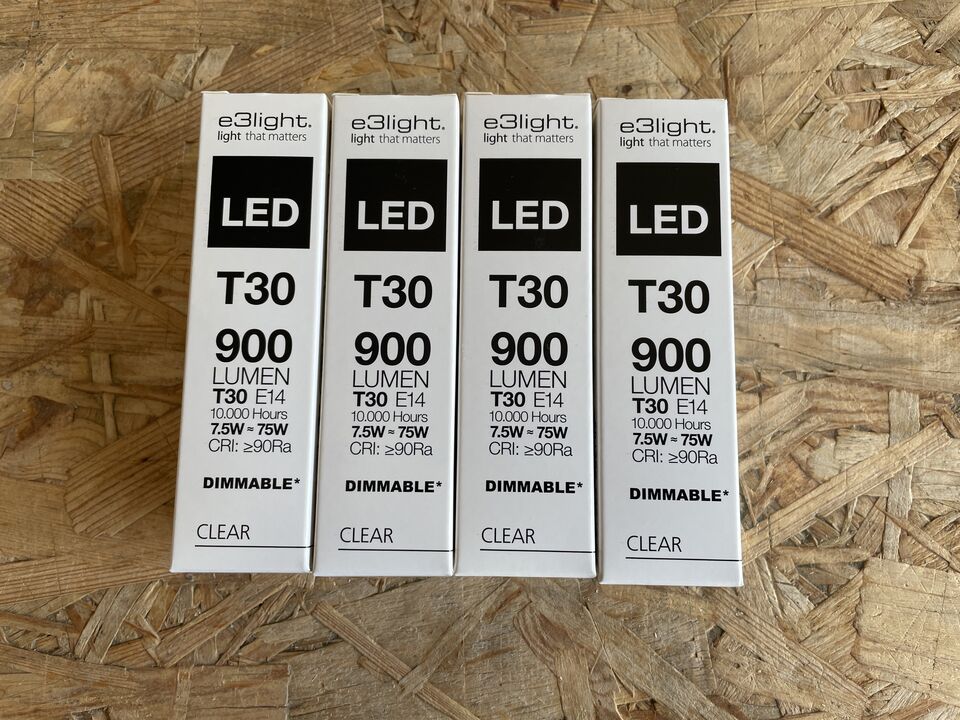 e3light.
light that matters
LED
T30
900
LUMEN
T30 E14
10.000 Hours
7.5W ≈ 75W
CRI: ≥90Ra
DIMMABLE*
CLEAR
e3light.
light that matters
LED
T30
900
LUMEN
T30 E14
10.000 Hours
7.5W ≈ 75W
CRI: ≥90Ra
DIMMABLE*
CLEAR
e3light.
light that matters
LED
T30
900
LUMEN
T30 E14
10.000 Hours
7.5W ≈ 75W
CRI: ≥90Ra
DIMMABLE*
CLEAR
e3light.
light that matters
LED
T30
900
LUMEN
T30 E14
10.000 Hours
7.5W ≈ 75W
CRI: ≥90Ra
DIMMABLE*
CLEAR